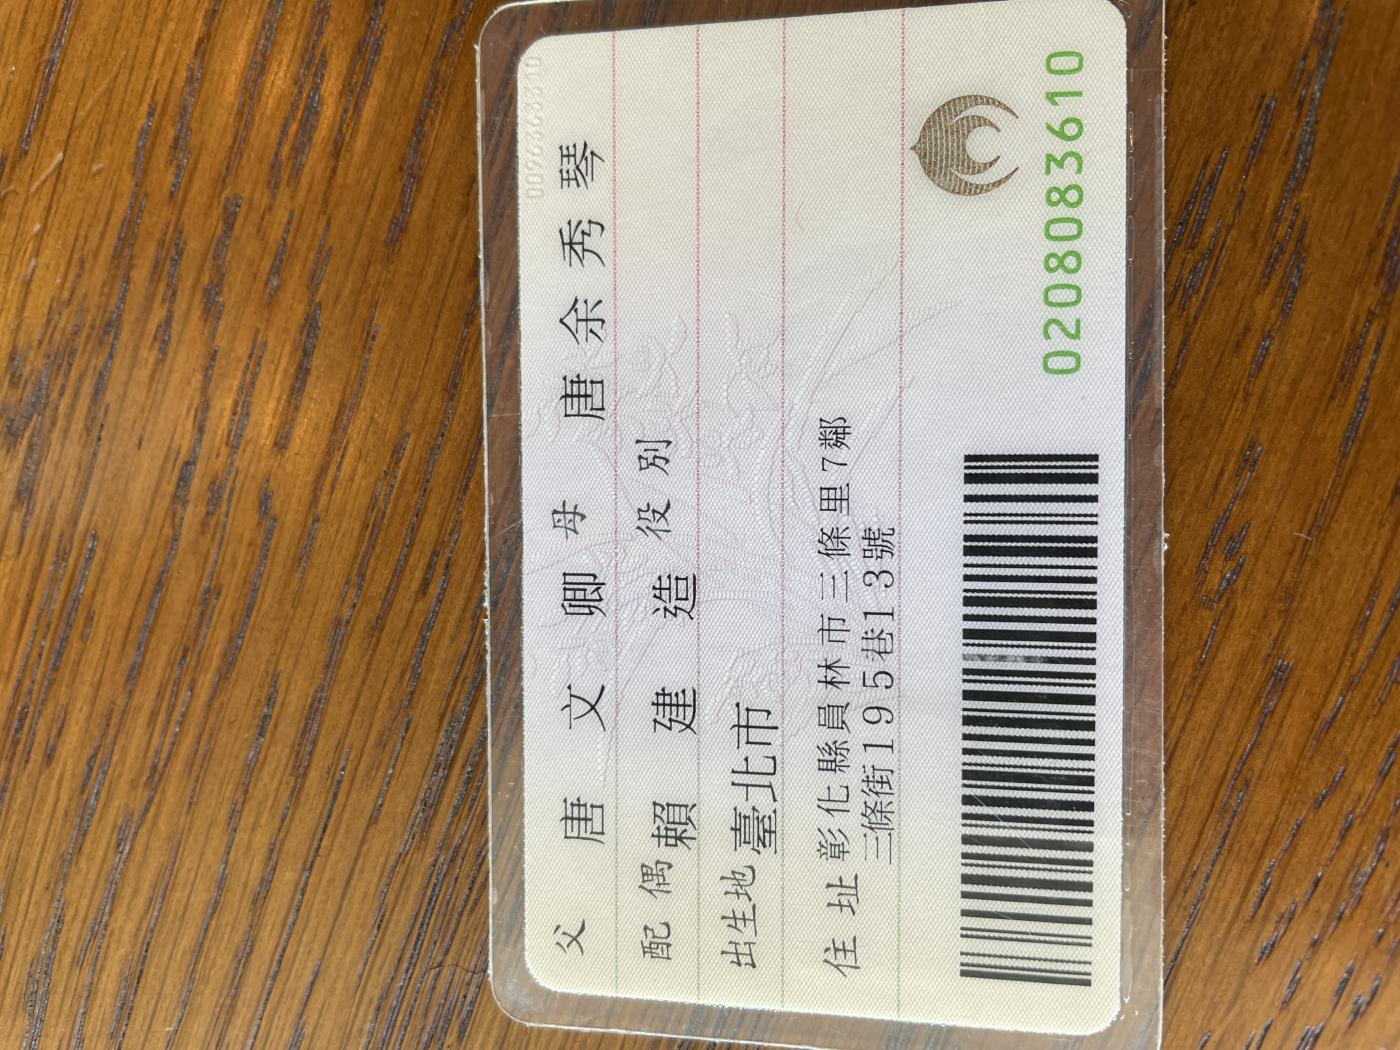 父 唐文卿 母 唐余秀琴
配偶 賴建造 役別
出生地 臺北市
住址 彰化縣員林市三條里7鄰
三條街195巷13號
0208083610